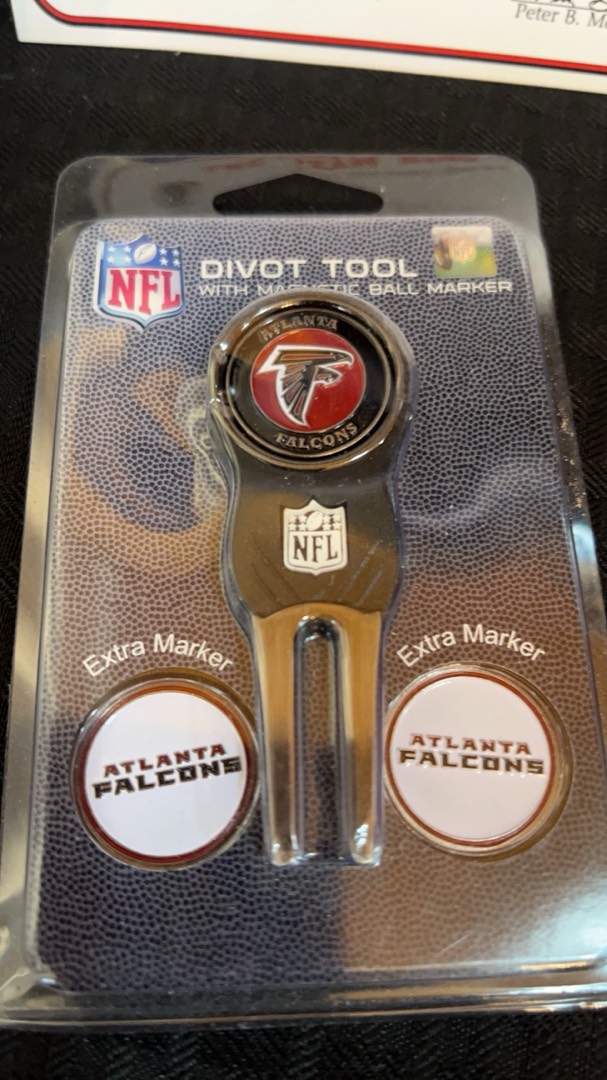 Peter B. M
NFL
DIVOT TOOL
WITH MAGNETIC BALL MARKER
ATLANTA
FALCONS
NFL
Extra Marker
Extra Marker
ATLANTA
FALCONS
ATLANTA
FALCONS